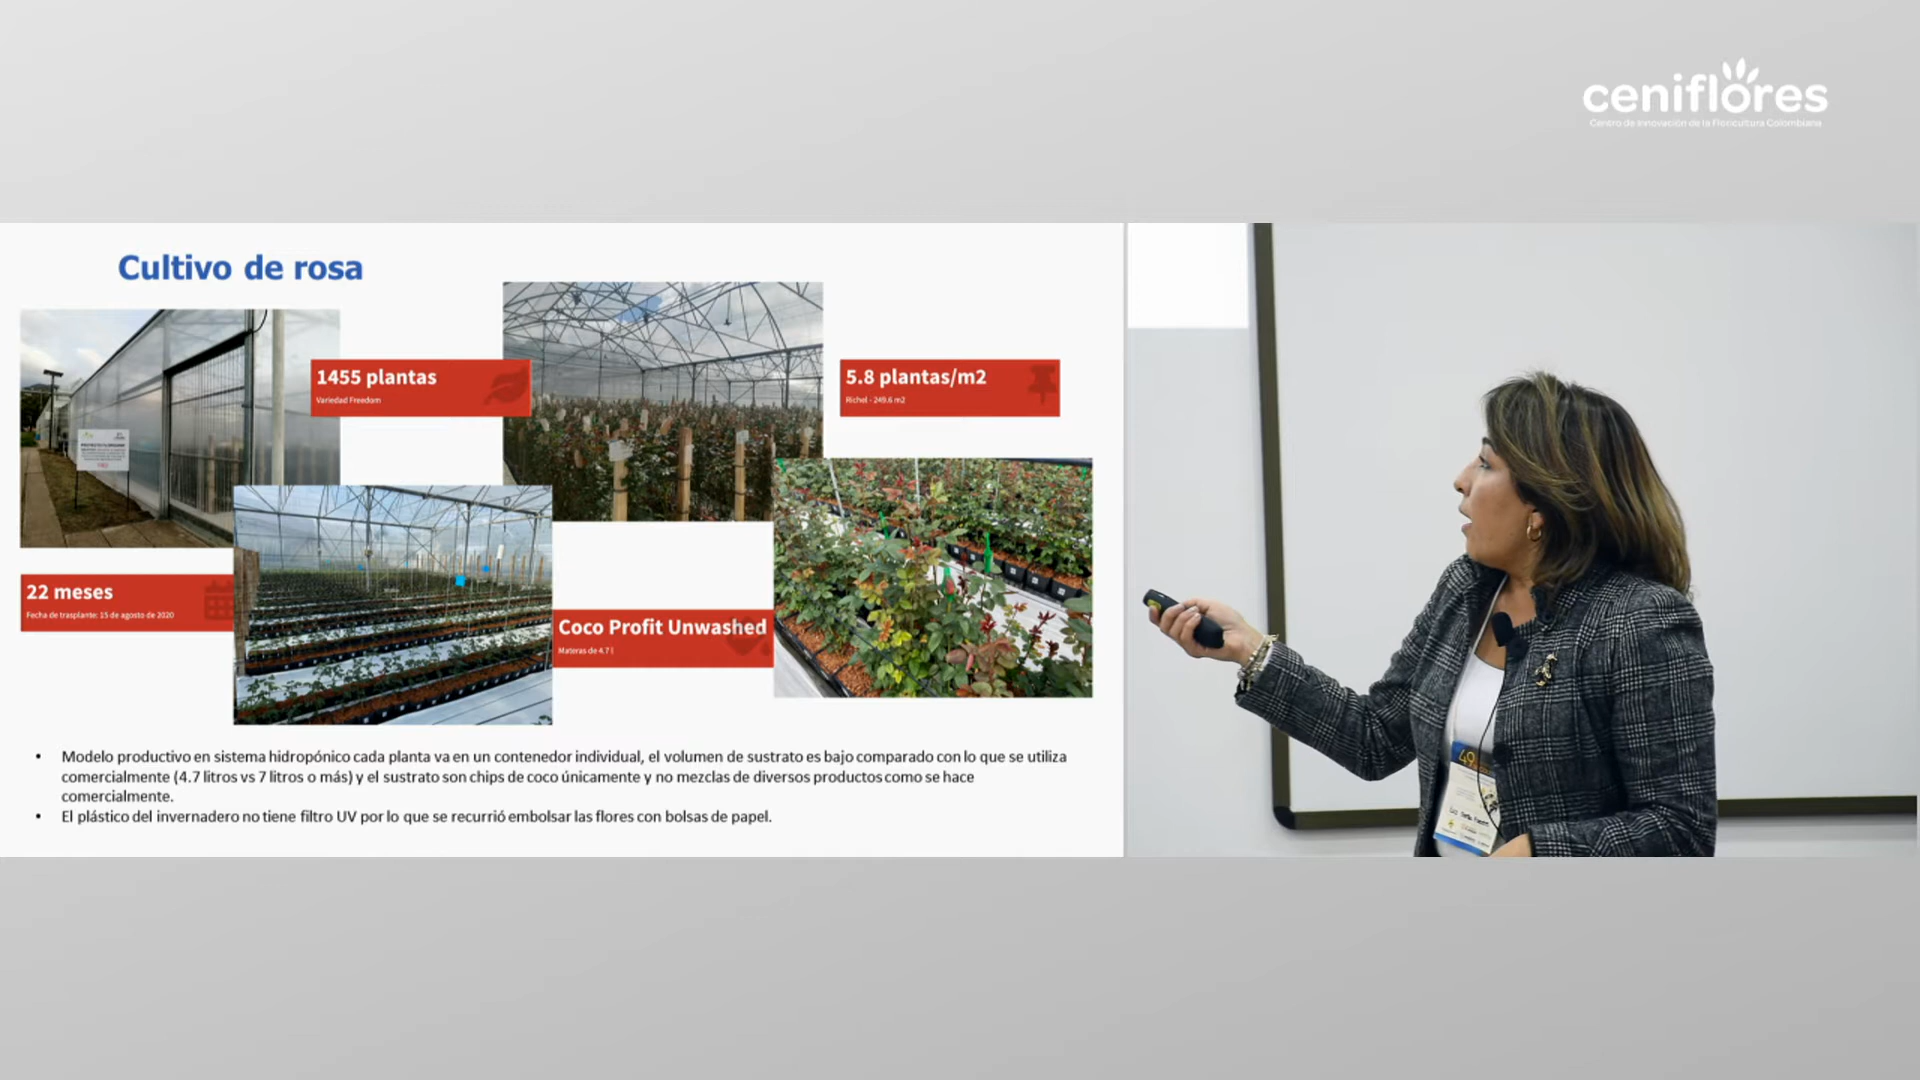 ceniflores
Centro de Innovación de la Floricultura Colombiana
Cultivo de rosa
1455 plantas
Variedad Freedom
5.8 plantas/m2
Richel - 249.6 m2
22 meses
Fecha de trasplante: 15 de agosto de 2020
Coco Profit Unwashed
Materas de 4.7 l
• Modelo productivo en sistema hidropónico cada planta va en un contenedor individual, el volumen de sustrato es bajo comparado con lo que se utiliza
comercialmente (4.7 litros vs 7 litros o más) y el sustrato son chips de coco únicamente y no mezclas de diversos productos como se hace
comercialmente.
• El plástico del invernadero no tiene filtro UV por lo que se recurrió embolsar las flores con bolsas de papel.
49